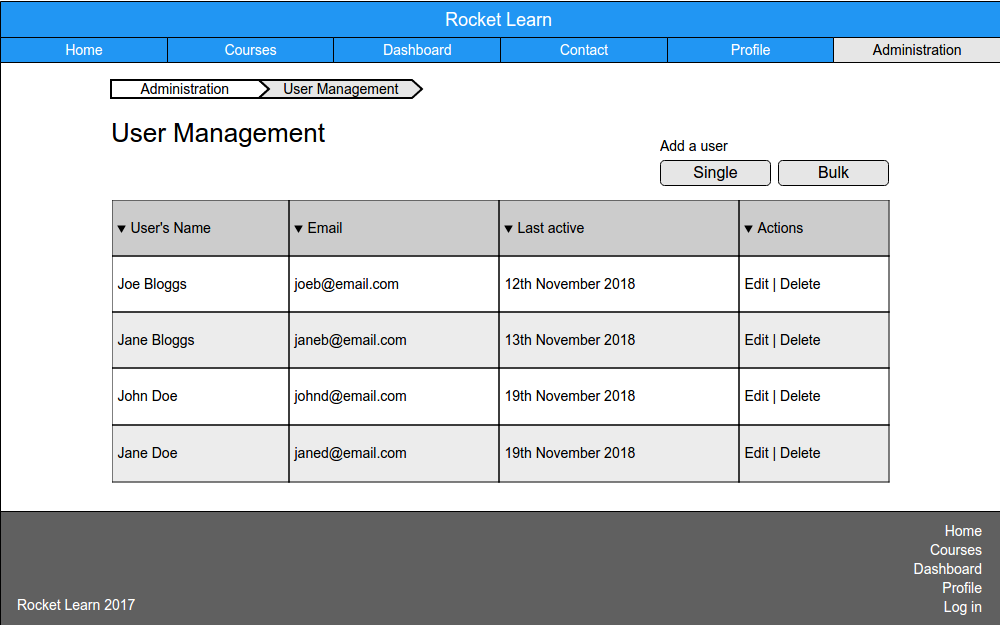 Rocket Learn
Home Courses Dashboard Contact Profile Administration
Administration User Management
User Management
Add a user
Single Bulk
▼ User's Name ▼ Email ▼ Last active ▼ Actions
Joe Bloggs joeb@email.com 12th November 2018 Edit | Delete
Jane Bloggs janeb@email.com 13th November 2018 Edit | Delete
John Doe johnd@email.com 19th November 2018 Edit | Delete
Jane Doe janed@email.com 19th November 2018 Edit | Delete
Home
Courses
Dashboard
Profile
Rocket Learn 2017 Log in